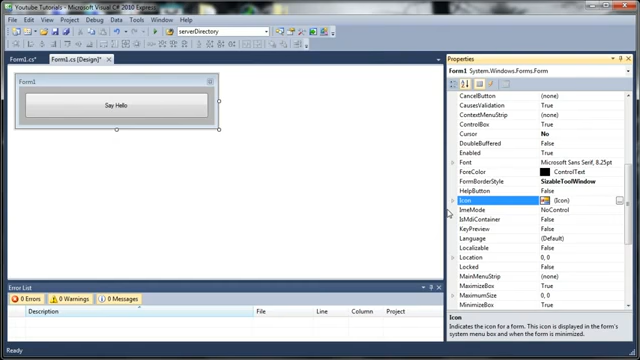 Youtube Tutorials - Microsoft Visual C# 2010 Express
File Edit View Project Debug Data Tools Window Help
serverDirectory
Form1.cs* Form1.cs [Design]*
Form1
Say Hello
Properties
Form1 System.Windows.Forms.Form
CancelButton (none)
CausesValidation True
ContextMenuStrip (none)
ControlBox True
Cursor No
DoubleBuffered False
Enabled True
Font Microsoft Sans Serif, 8.25pt
ForeColor ControlText
FormBorderStyle SizableToolWindow
HelpButton False
Icon (Icon)
ImeMode NoControl
IsMdiContainer False
KeyPreview False
Language (Default)
Localizable False
Location 0, 0
Locked False
MainMenuStrip (none)
MaximizeBox True
MaximumSize 0, 0
MinimizeBox True
Icon
Indicates the icon for a form. This icon is displayed in the form's
system menu box and when the form is minimized.
Error List
0 Errors 0 Warnings 0 Messages
Description File Line Column Project
Ready